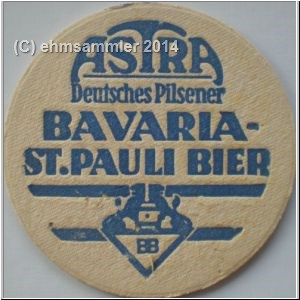 (C) ehmsammler 2014
ASTRA
Deutsches Pilsener
BAVARIA-
ST. PAULI BIER
BB